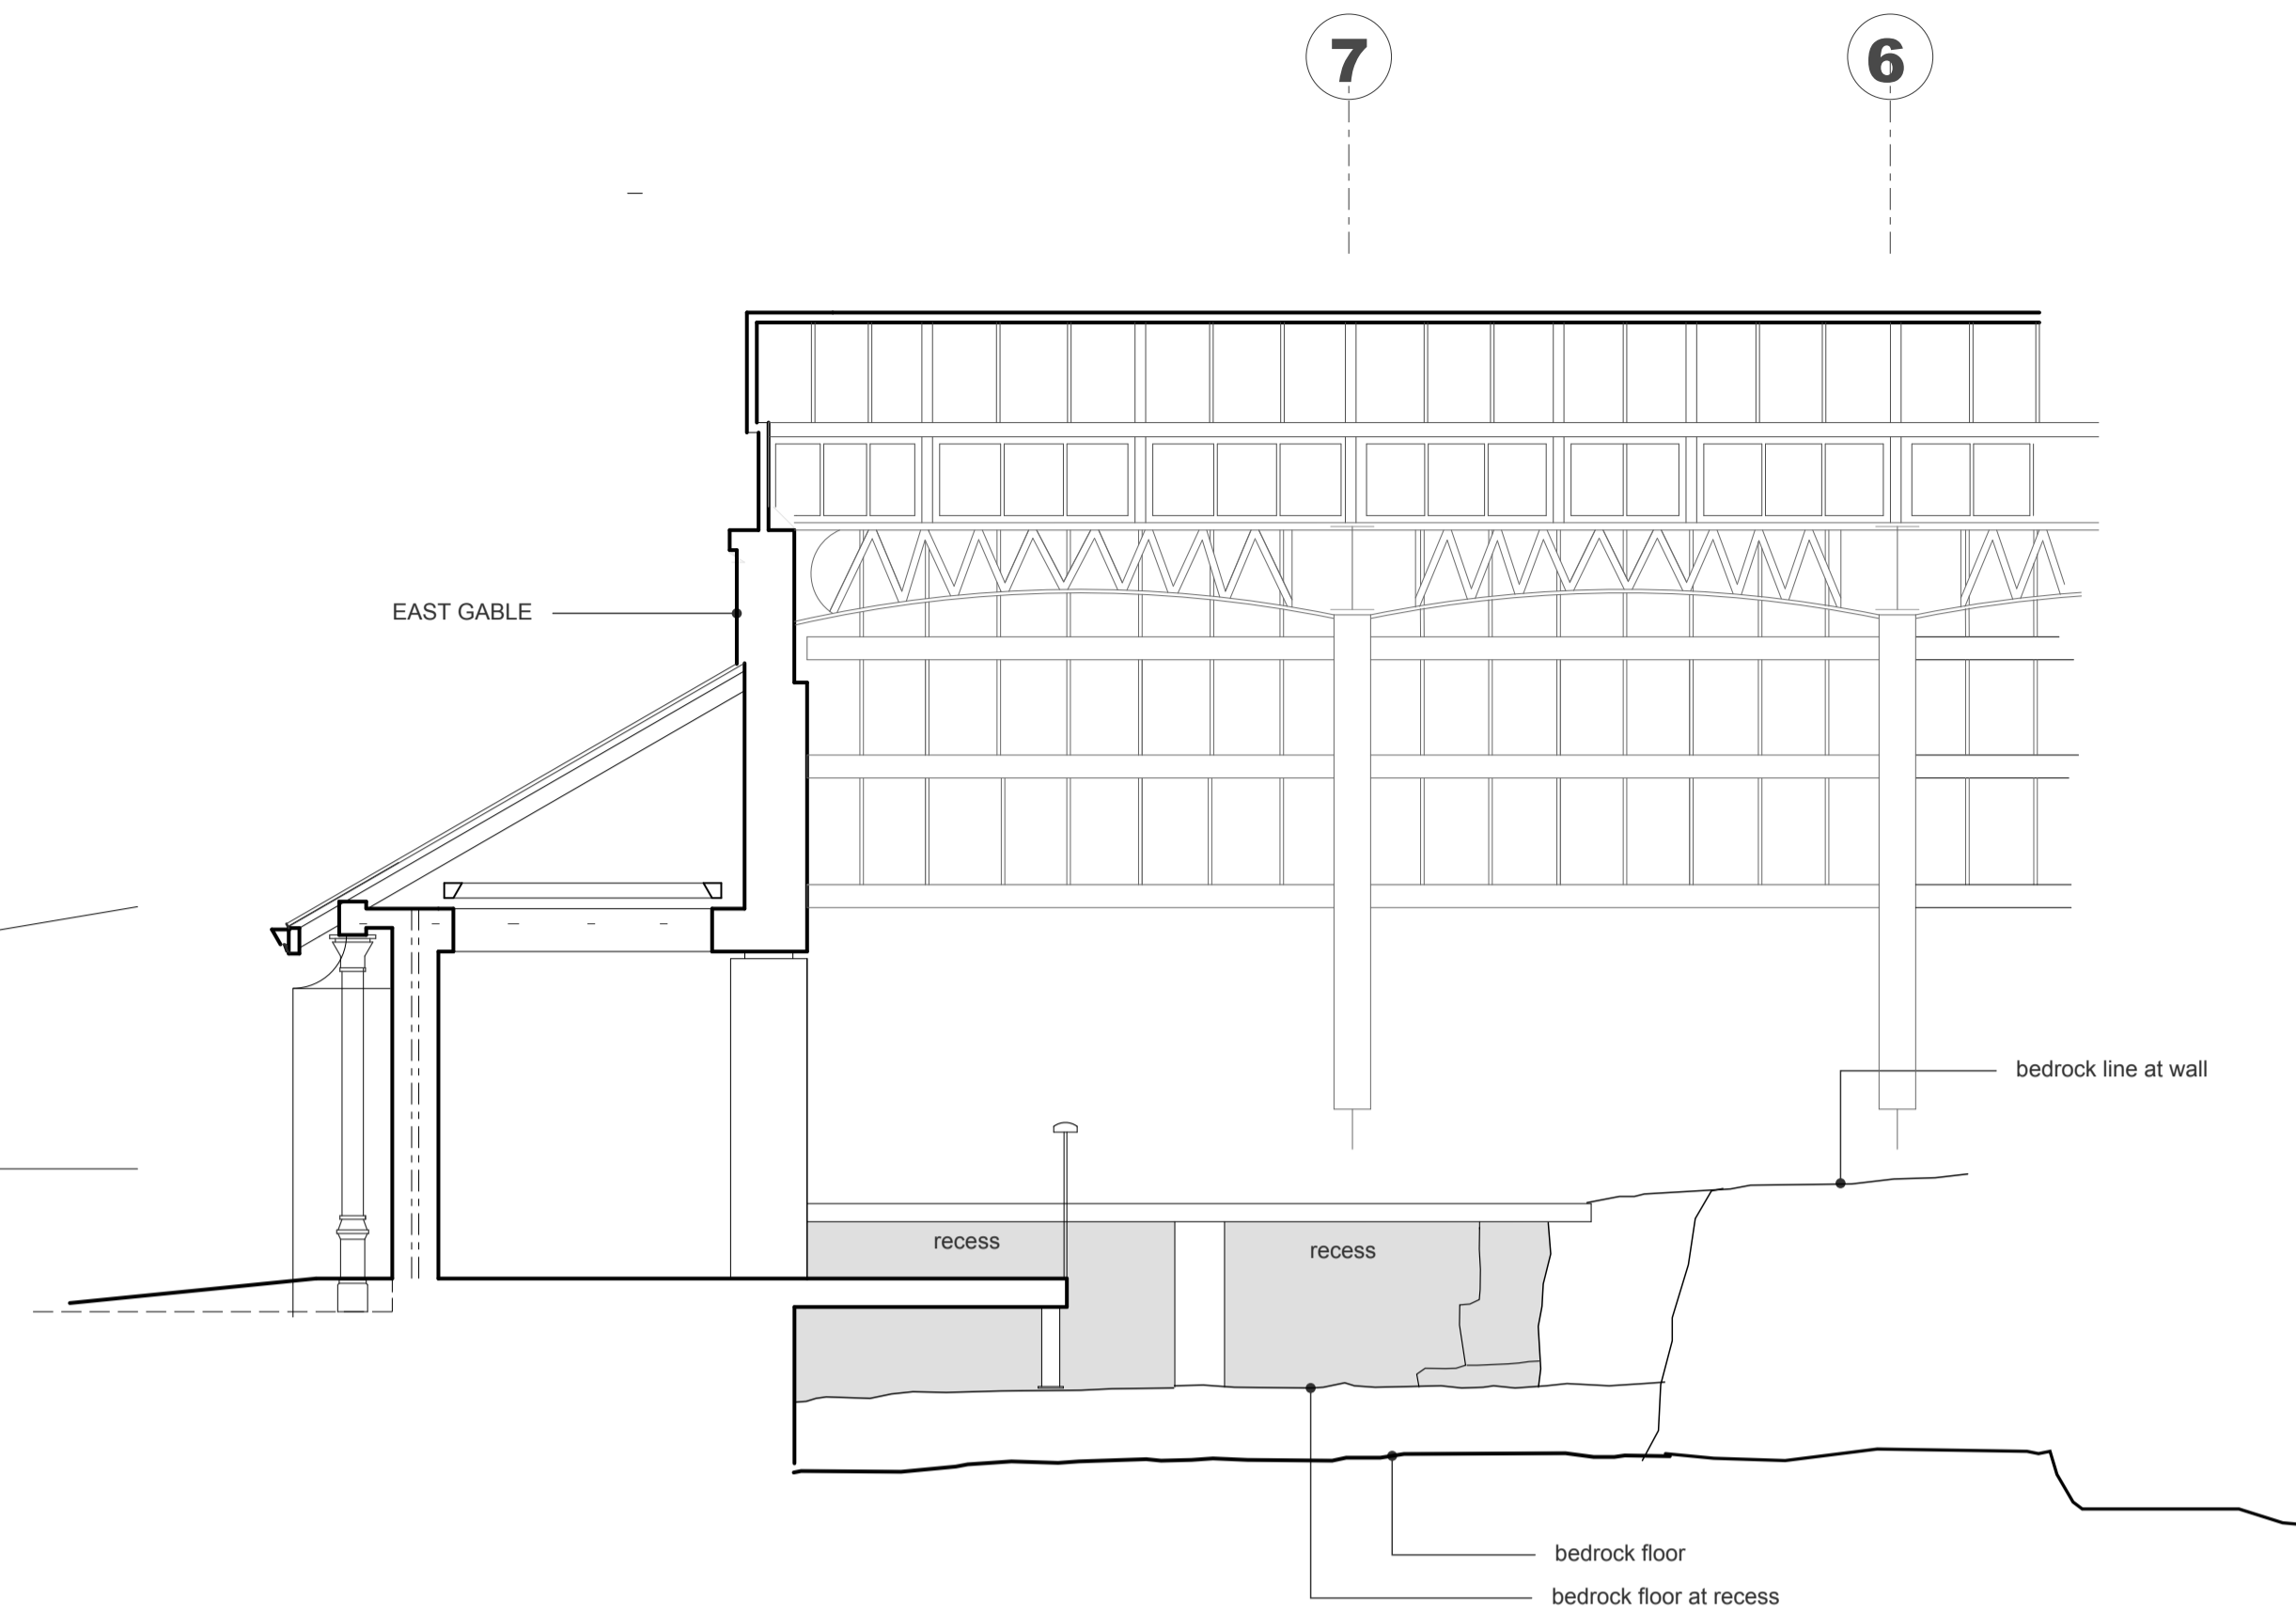 7
6
EAST GABLE
bedrock line at wall
recess
recess
bedrock floor
bedrock floor at recess